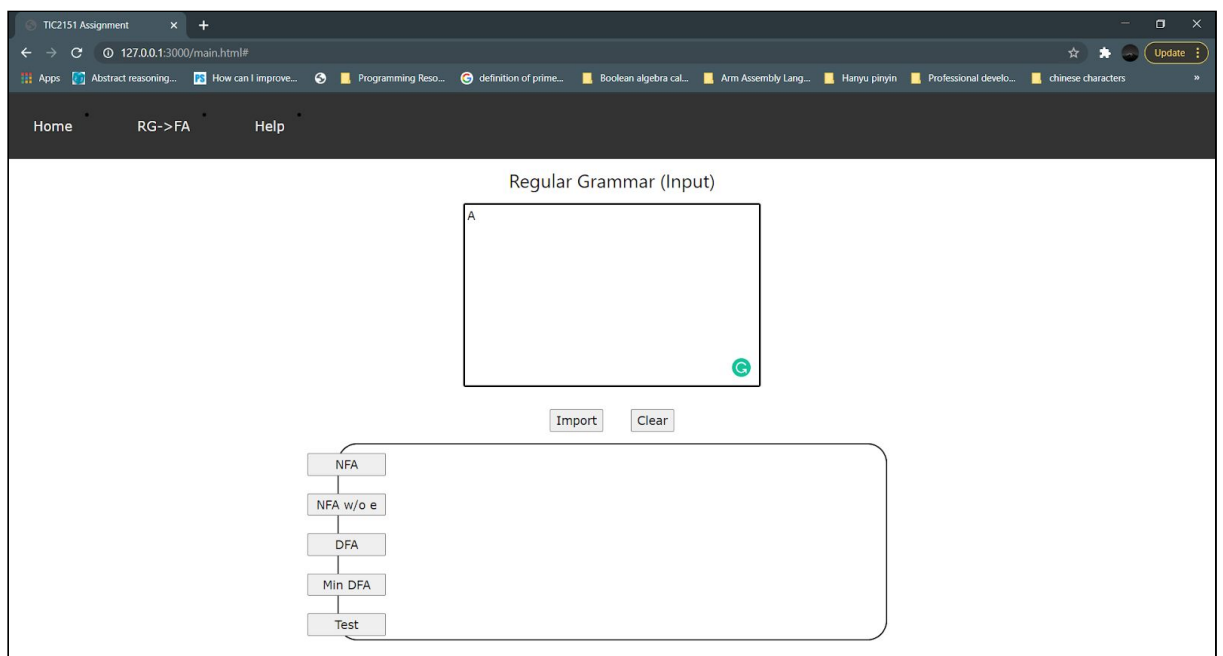 TIC2151 Assignment
127.0.0.1:3000/main.html#
Update
Apps Abstract reasoning... PS How can I improve... Programming Reso... G definition of prime... Boolean algebra cal... Arm Assembly Lang... Hanyu pinyin Professional develo... chinese characters »
Home RG->FA Help
Regular Grammar (Input)
A
Import Clear
NFA
NFA w/o e
DFA
Min DFA
Test